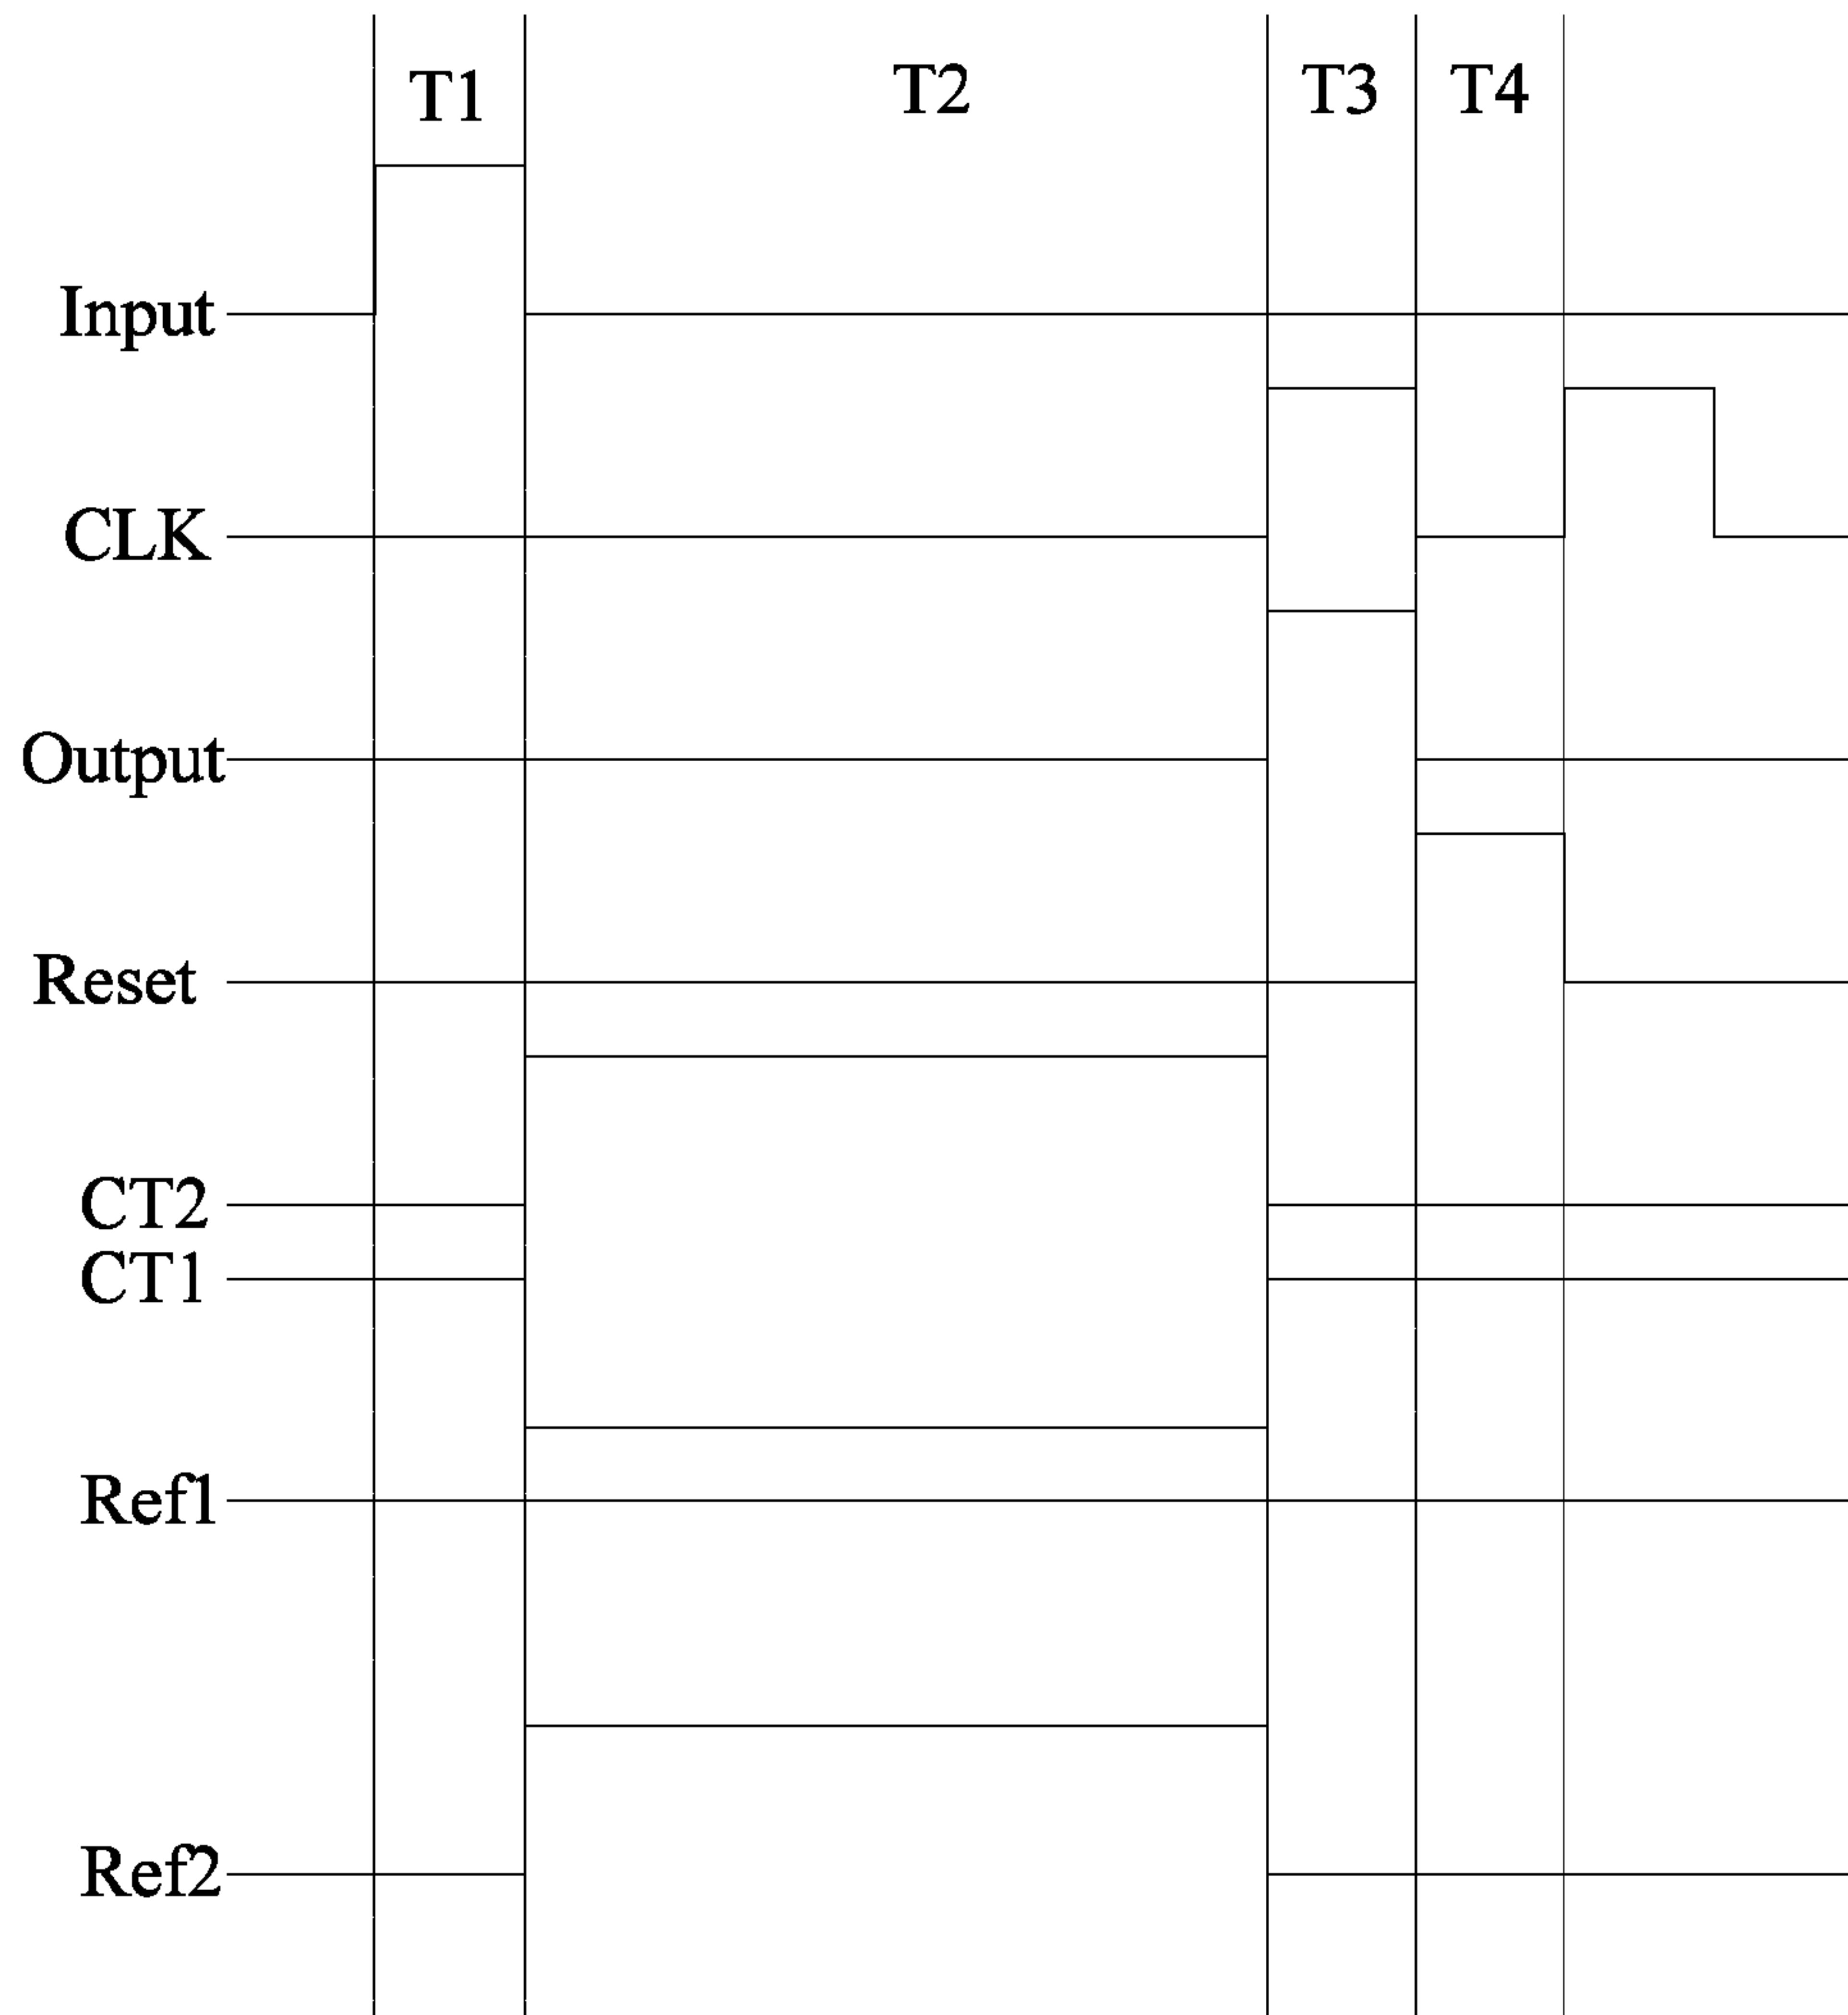 T1 T2 T3 T4
Input
CLK
Output
Reset
CT2
CT1
Ref1
Ref2